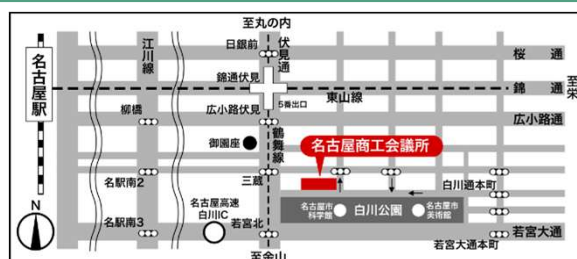 至丸の内
日銀前
伏見通
桜通
名古屋駅
江川線
錦通伏見
錦通
至栄
東山線
5番出口
柳橋
広小路伏見
広小路通
御園座
鶴舞線
名古屋商工会議所
名駅南2
三蔵
白川通本町
名古屋高速
白川IC
名古屋市
科学館
白川公園
名古屋市
美術館
N
名駅南3
若宮北
若宮大通
若宮大通本町
至金山